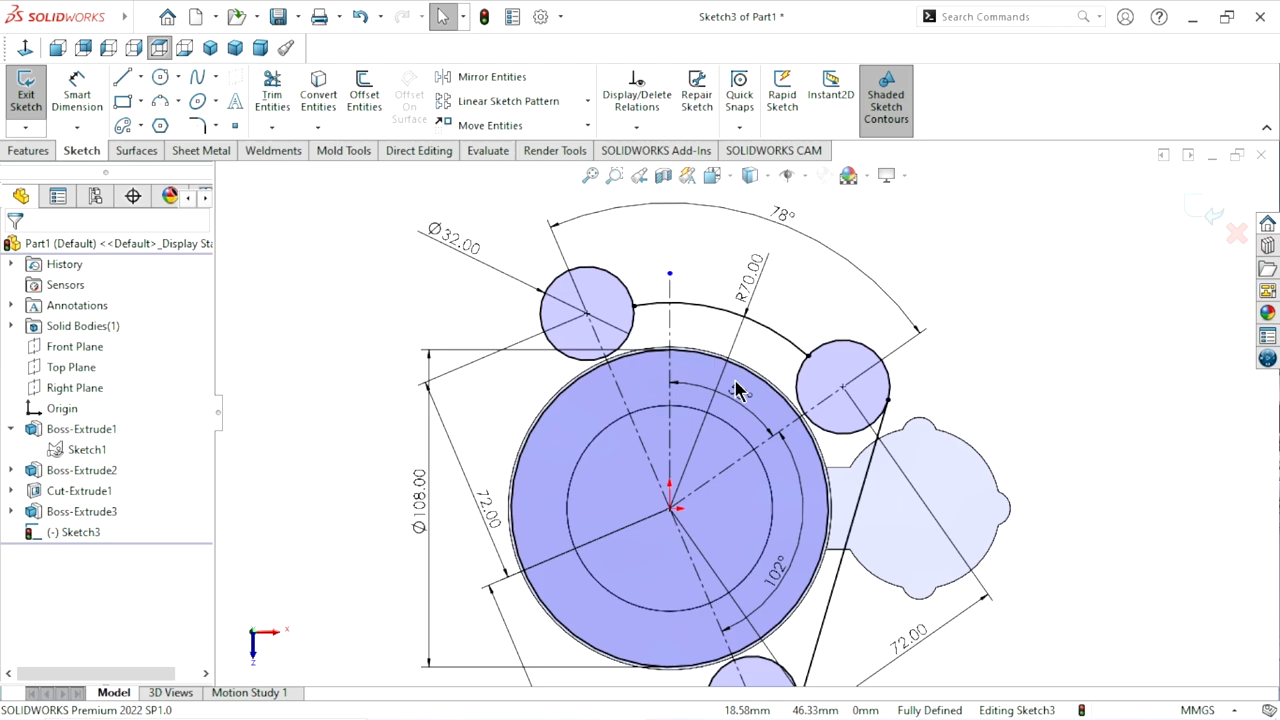 SOLIDWORKS
Sketch3 of Part1 *
Search Commands
Exit Sketch
Smart Dimension
Trim Entities
Convert Entities
Offset Entities
Offset On Surface
Mirror Entities
Linear Sketch Pattern
Move Entities
Display/Delete Relations
Repair Sketch
Quick Snaps
Rapid Sketch
Instant2D
Shaded Sketch Contours
Features
Sketch
Surfaces
Sheet Metal
Weldments
Mold Tools
Direct Editing
Evaluate
Render Tools
SOLIDWORKS Add-Ins
SOLIDWORKS CAM
Part1 (Default) <<Default>_Display Sta
History
Sensors
Annotations
Solid Bodies(1)
Front Plane
Top Plane
Right Plane
Origin
Boss-Extrude1
Sketch1
Boss-Extrude2
Cut-Extrude1
Boss-Extrude3
(-) Sketch3
78°
Ø32.00
R70.00
Ø108.00
72.00
102°
72.00
x
z
Model
3D Views
Motion Study 1
SOLIDWORKS Premium 2022 SP1.0
18.58mm
46.33mm
0mm
Fully Defined
Editing Sketch3
MMGS